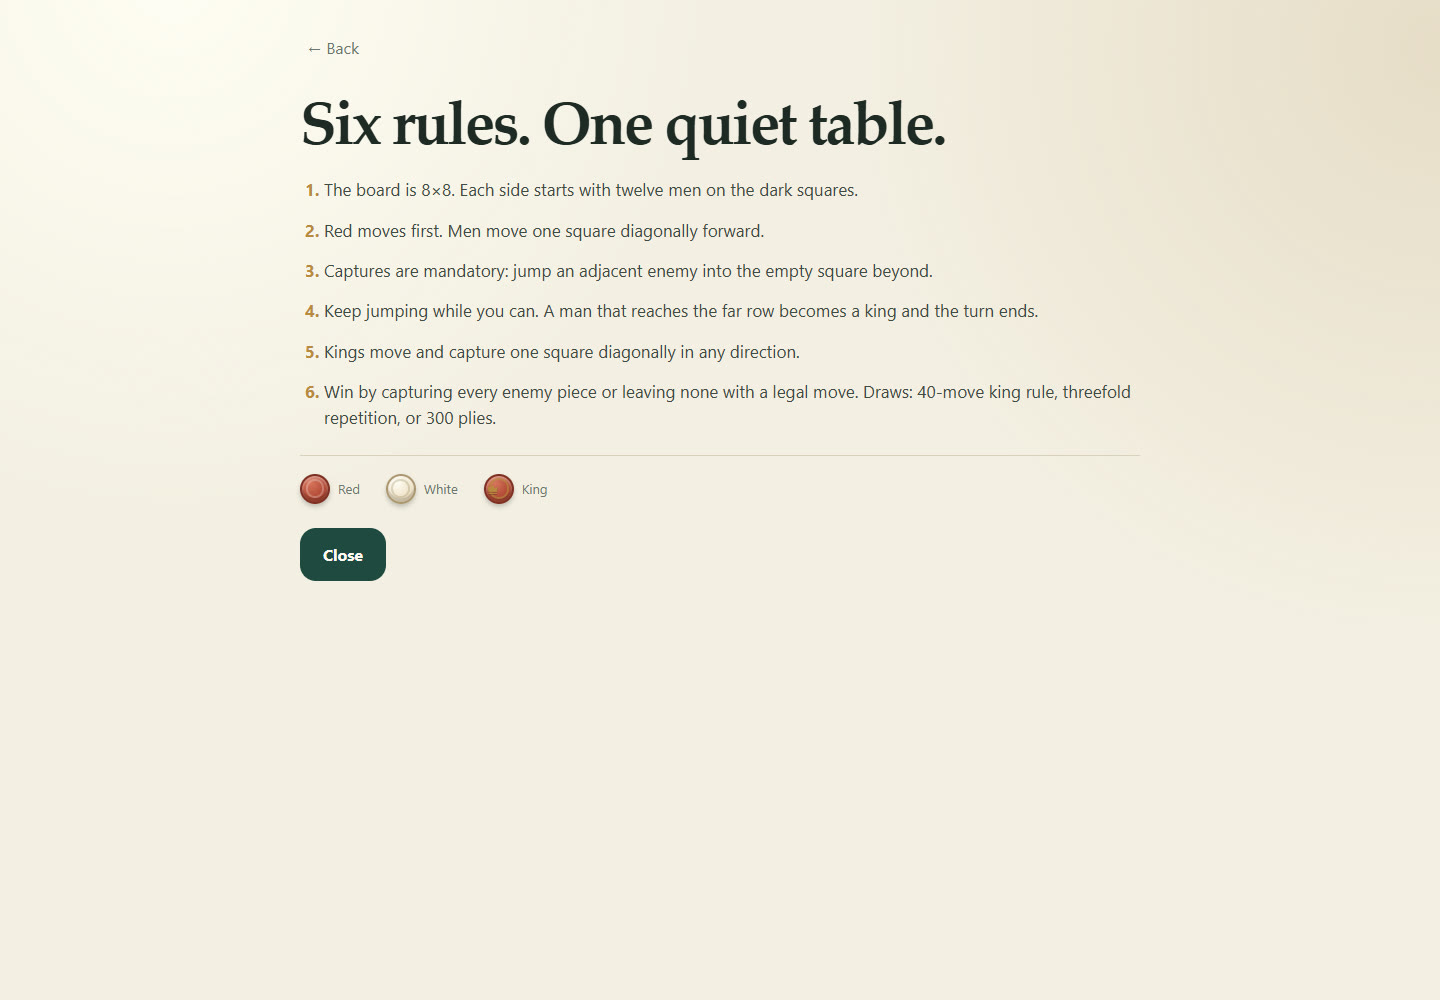 ← Back
Six rules. One quiet table.
1. The board is 8×8. Each side starts with twelve men on the dark squares.
2. Red moves first. Men move one square diagonally forward.
3. Captures are mandatory: jump an adjacent enemy into the empty square beyond.
4. Keep jumping while you can. A man that reaches the far row becomes a king and the turn ends.
5. Kings move and capture one square diagonally in any direction.
6. Win by capturing every enemy piece or leaving none with a legal move. Draws: 40-move king rule, threefold
repetition, or 300 plies.
Red White King
Close